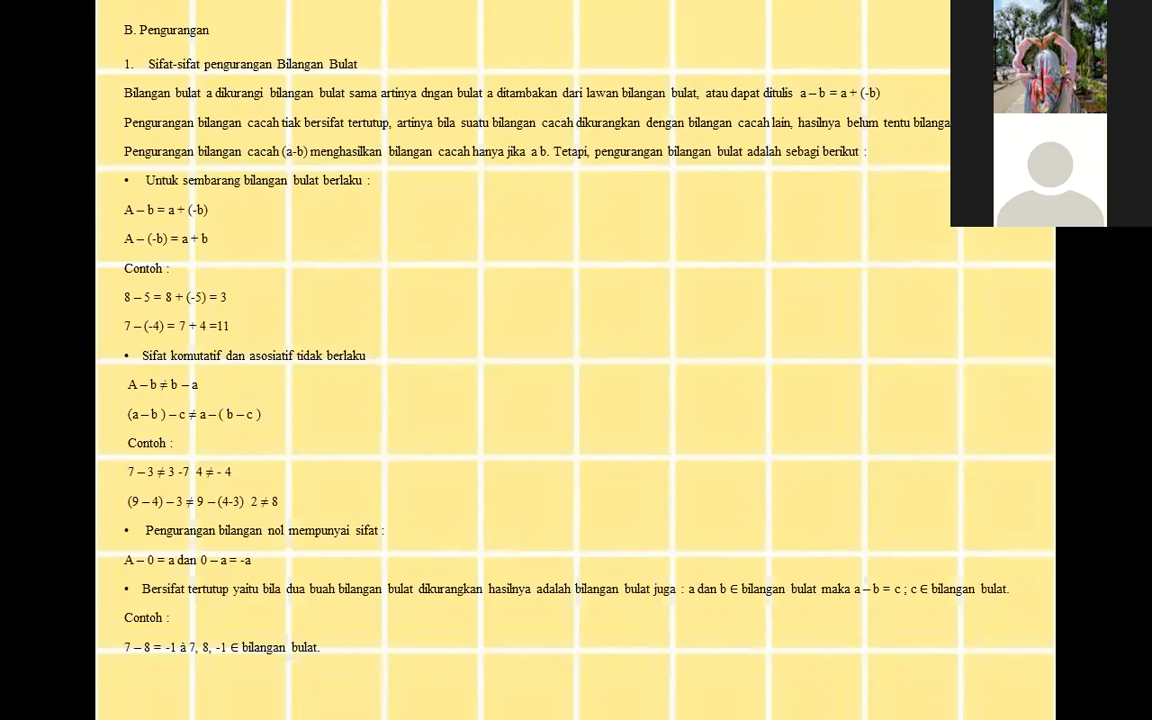 B. Pengurangan
1. Sifat-sifat pengurangan Bilangan Bulat
Bilangan bulat a dikurangi bilangan bulat sama artinya dngan bulat a ditambakan dari lawan bilangan bulat, atau dapat ditulis a – b = a + (-b)
Pengurangan bilangan cacah tiak bersifat tertutup, artinya bila suatu bilangan cacah dikurangkan dengan bilangan cacah lain, hasilnya belum tentu bilanga
Pengurangan bilangan cacah (a-b) menghasilkan bilangan cacah hanya jika a b. Tetapi, pengurangan bilangan bulat adalah sebagi berikut :
• Untuk sembarang bilangan bulat berlaku :
A – b = a + (-b)
A – (-b) = a + b
Contoh :
8 – 5 = 8 + (-5) = 3
7 – (-4) = 7 + 4 =11
• Sifat komutatif dan asosiatif tidak berlaku
A – b ≠ b – a
(a – b ) – c ≠ a – ( b – c )
Contoh :
7 – 3 ≠ 3 -7 4 ≠ - 4
(9 – 4) – 3 ≠ 9 – (4-3) 2 ≠ 8
• Pengurangan bilangan nol mempunyai sifat :
A – 0 = a dan 0 – a = -a
• Bersifat tertutup yaitu bila dua buah bilangan bulat dikurangkan hasilnya adalah bilangan bulat juga : a dan b ∈ bilangan bulat maka a – b = c ; c ∈ bilangan bulat.
Contoh :
7 – 8 = -1 à 7, 8, -1 ∈ bilangan bulat.